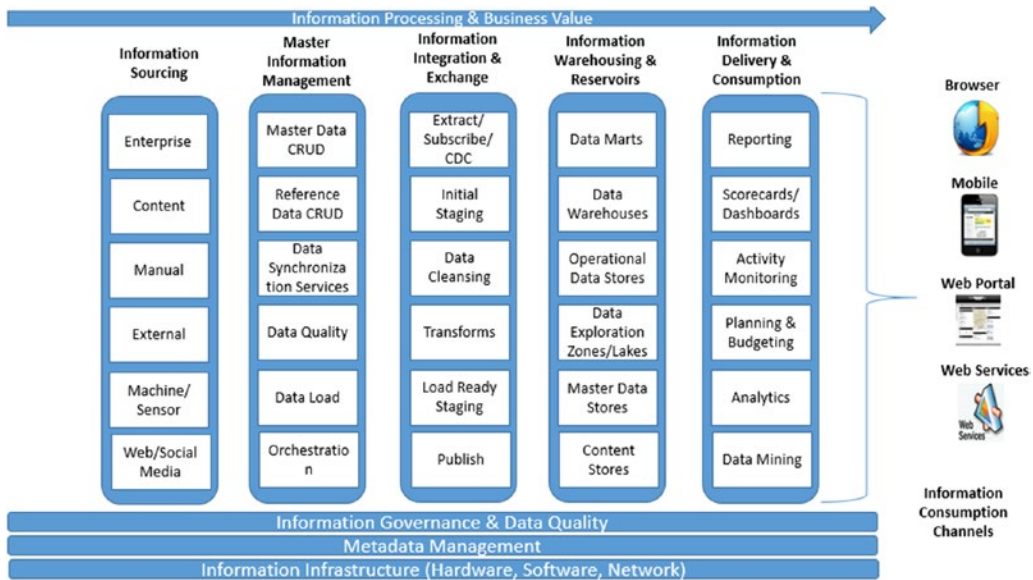 Information Processing & Business Value
Information
Sourcing
Master
Information
Management
Information
Integration &
Exchange
Information
Warehousing &
Reservoirs
Information
Delivery &
Consumption
Enterprise
Content
Manual
External
Machine/
Sensor
Web/Social
Media
Master Data
CRUD
Reference
Data CRUD
Data
Synchroniza
tion Services
Data Quality
Data Load
Orchestratio
n
Extract/
Subscribe/
CDC
Initial
Staging
Data
Cleansing
Transforms
Load Ready
Staging
Publish
Data Marts
Data
Warehouses
Operational
Data Stores
Data
Exploration
Zones/Lakes
Master Data
Stores
Content
Stores
Reporting
Scorecards/
Dashboards
Activity
Monitoring
Planning &
Budgeting
Analytics
Data Mining
Browser
Mobile
Web Portal
Web Services
Web
Services
Information
Consumption
Channels
Information Governance & Data Quality
Metadata Management
Information Infrastructure (Hardware, Software, Network)